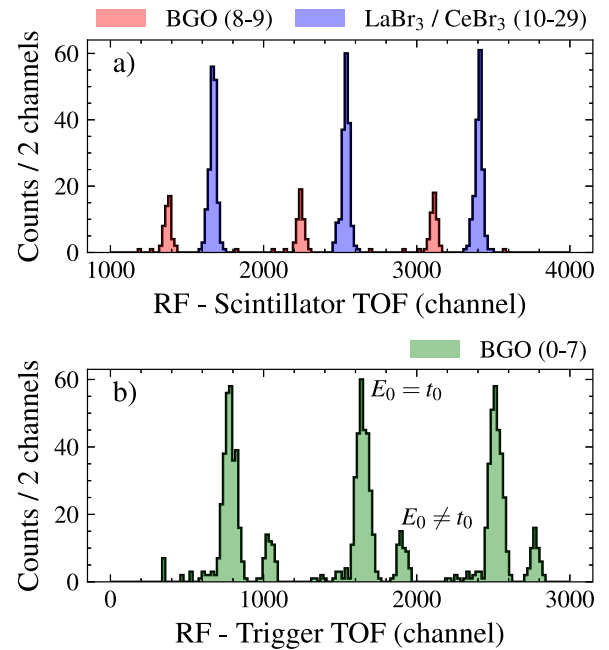 BGO (8-9) LaBr₃ / CeBr₃ (10-29)
a)
60
40
20
0
Counts / 2 channels
1000 2000 3000 4000
RF - Scintillator TOF (channel)
BGO (0-7)
b)
E₀ = t₀
E₀ ≠ t₀
60
40
20
0
Counts / 2 channels
0 1000 2000 3000
RF - Trigger TOF (channel)